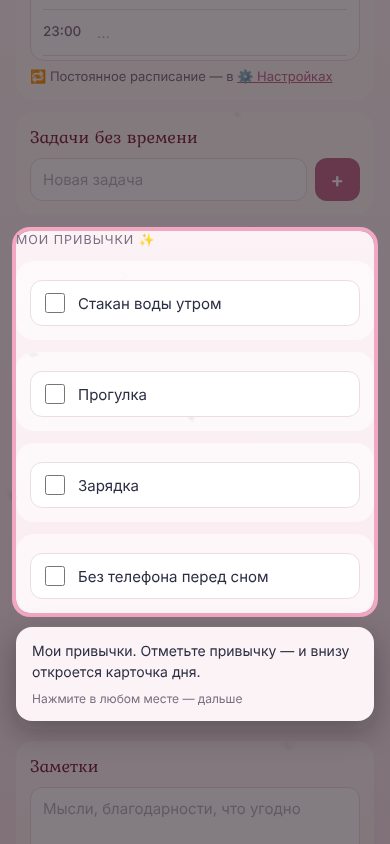 23:00 ...
🔁 Постоянное расписание — в ⚙️ Настройках
Задачи без времени
Новая задача
+
МОИ ПРИВЫЧКИ ✨
Стакан воды утром
Прогулка
Зарядка
Без телефона перед сном
Мои привычки. Отметьте привычку — и внизу
откроется карточка дня.
Нажмите в любом месте — дальше
Заметки
Мысли, благодарности, что угодно